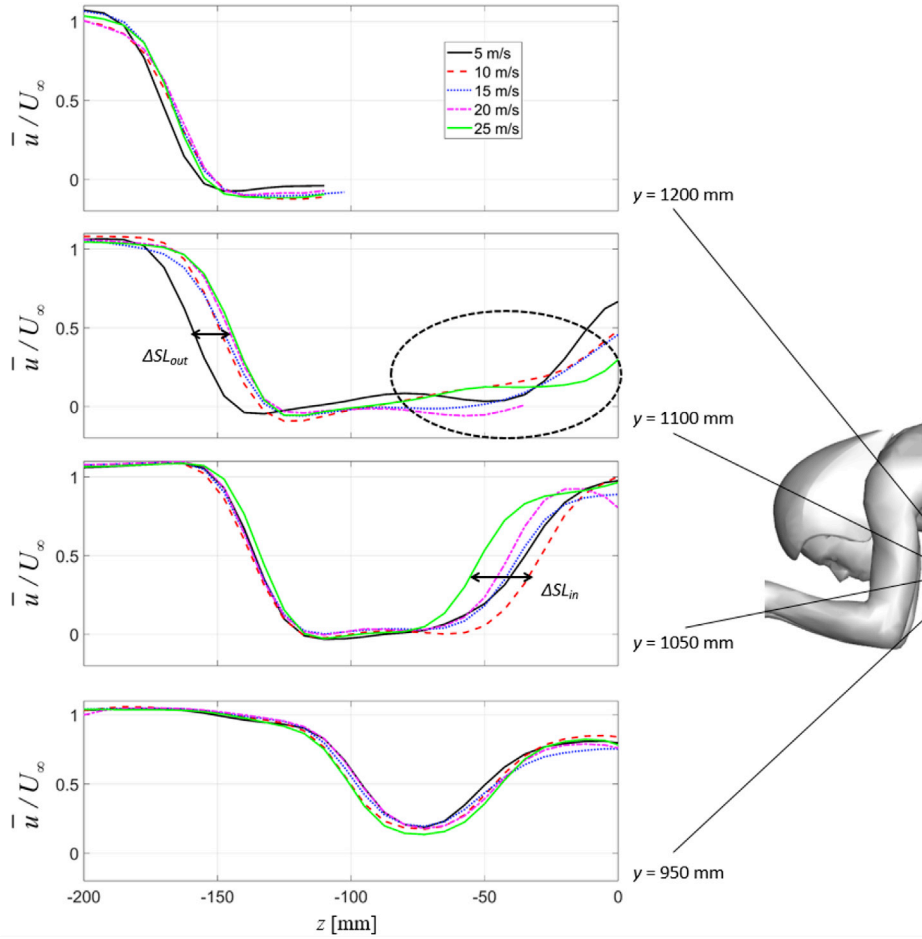 1
0.5
0
u̅ / U∞
5 m/s
10 m/s
15 m/s
20 m/s
25 m/s
y = 1200 mm
1
0.5
0
u̅ / U∞
ΔSLout
y = 1100 mm
1
0.5
0
u̅ / U∞
ΔSLin
y = 1050 mm
1
0.5
0
u̅ / U∞
y = 950 mm
-200
-150
-100
-50
0
z [mm]